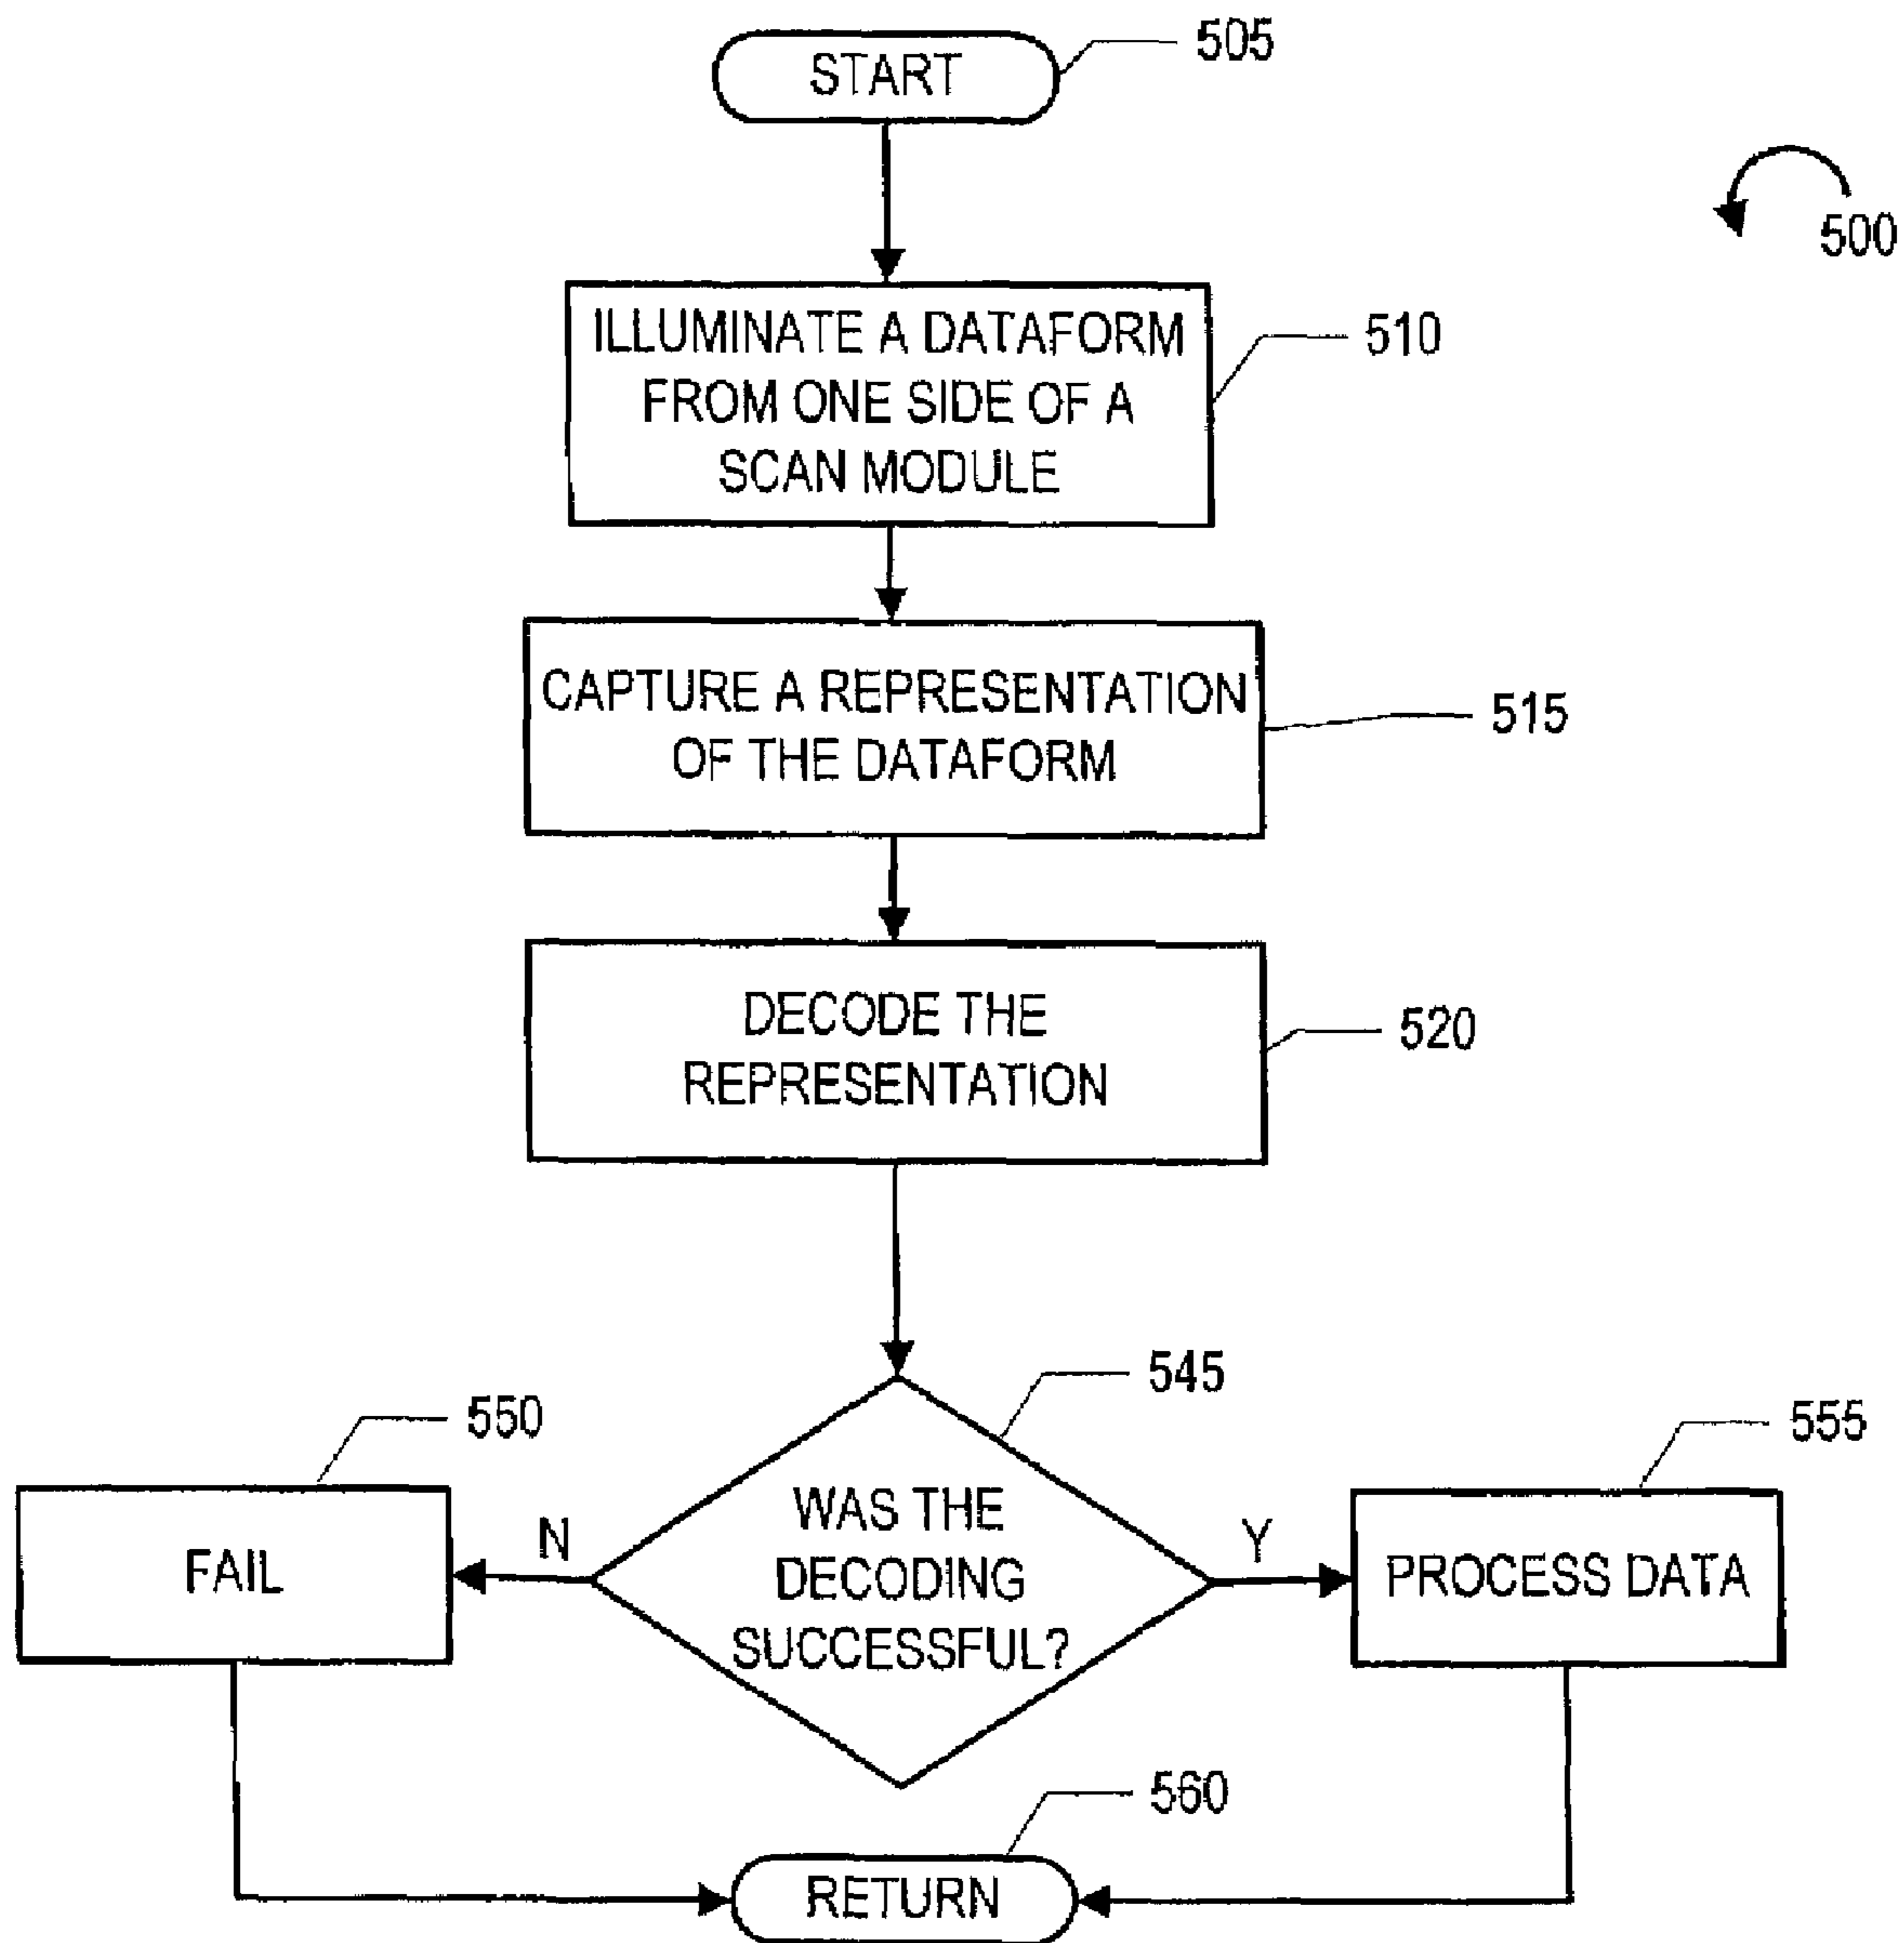 START
505
500
ILLUMINATE A DATAFORM
FROM ONE SIDE OF A
SCAN MODULE
510
CAPTURE A REPRESENTATION
OF THE DATAFORM
515
DECODE THE
REPRESENTATION
520
545
550
555
FAIL
N
WAS THE
DECODING
SUCCESSFUL?
Y
PROCESS DATA
560
RETURN